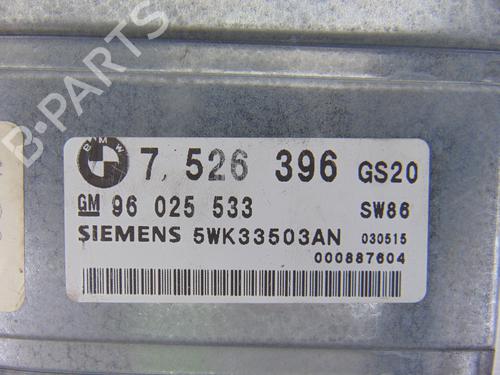 BMW 7,526 396 GS20
GM 96 025 533 SW86
SIEMENS 5WK33503AN 030515
000887604
B-PARTS